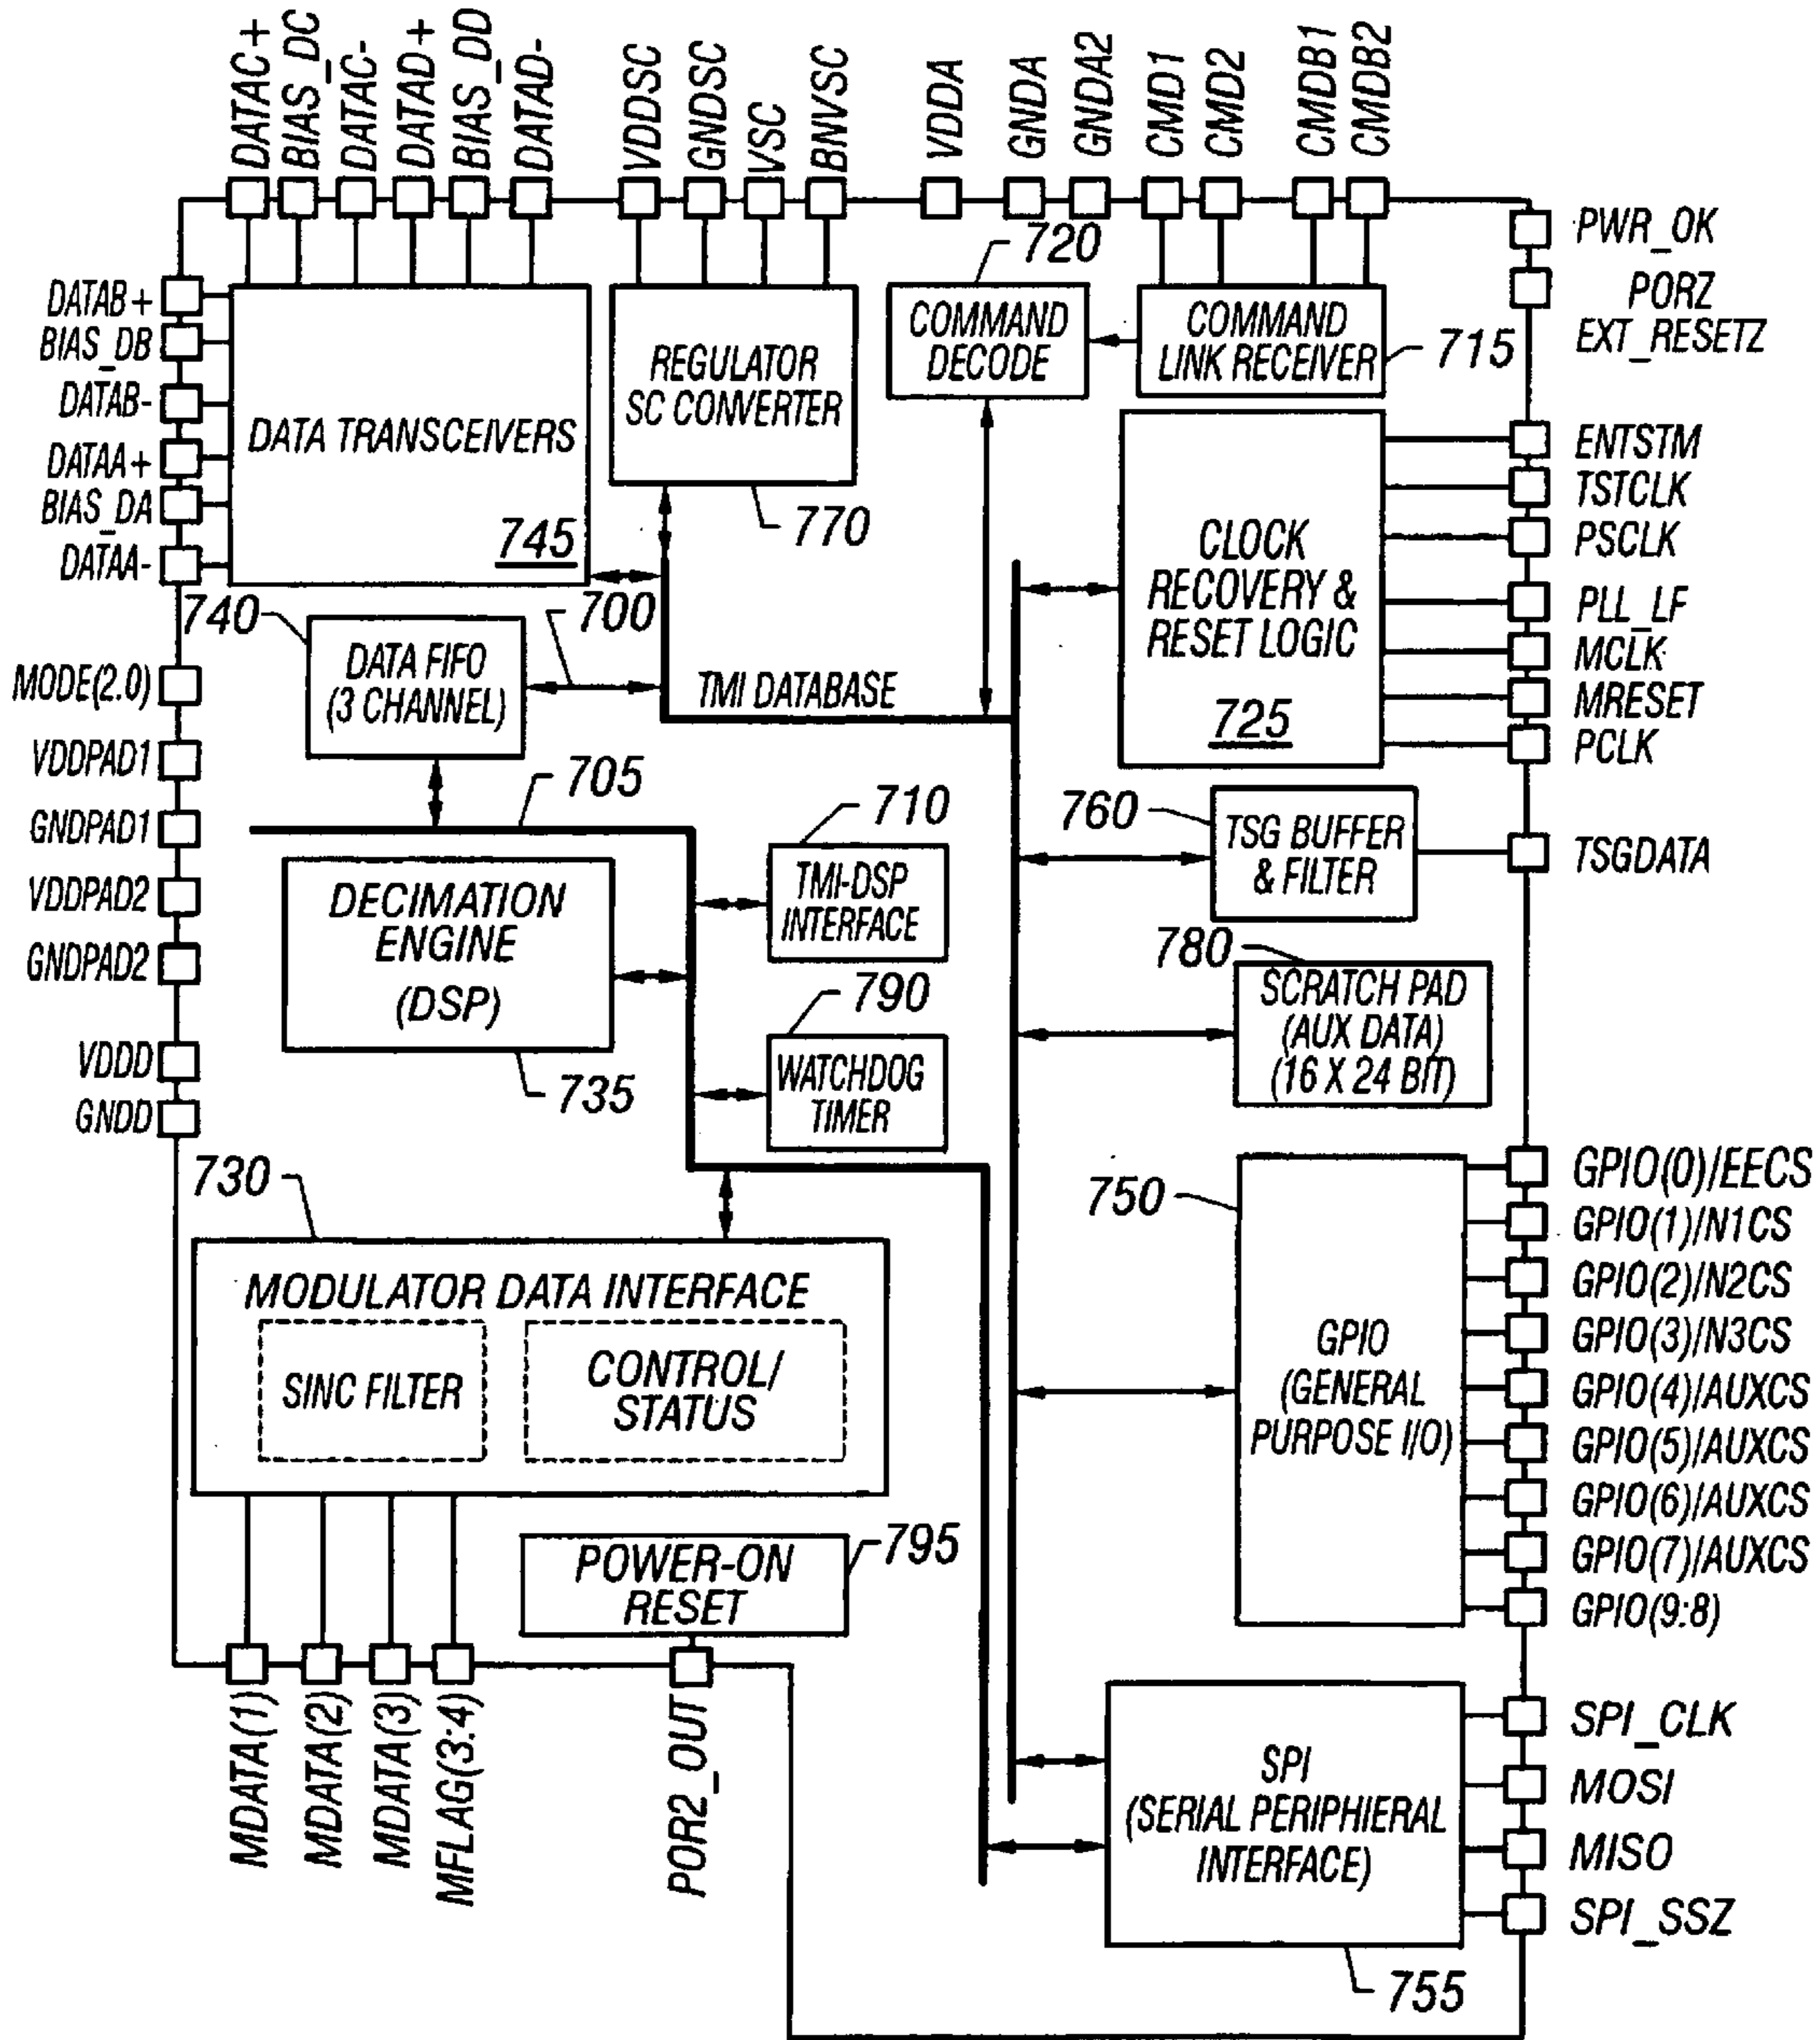 DATAC+
BIAS_DC
DATAC-
DATAD+
BIAS_DD
DATAD-
VDDSC
GNDSC
VSC
BNVSC
VDDA
GNDA
GNDA2
CMD1
CMD2
CMDB1
CMDB2
DATAB+
BIAS_DB
DATAB-
DATAA+
BIAS_DA
DATAA-
MODE(2.0)
VDDPAD1
GNDPAD1
VDDPAD2
GNDPAD2
VDDD
GNDD
DATA TRANSCEIVERS
745
REGULATOR
SC CONVERTER
770
720
COMMAND
DECODE
COMMAND
LINK RECEIVER
715
PWR_OK
PORZ
EXT_RESETZ
CLOCK
RECOVERY &
RESET LOGIC
725
ENTSTM
TSTCLK
PSCLK
PLL_LF
MCLK
MRESET
PCLK
740
DATA FIFO
(3 CHANNEL)
700
TMI DATABASE
705
DECIMATION
ENGINE
(DSP)
735
710
TMI-DSP
INTERFACE
790
WATCHDOG
TIMER
760
TSG BUFFER
& FILTER
TSGDATA
780
SCRATCH PAD
(AUX DATA)
(16 X 24 BIT)
730
MODULATOR DATA INTERFACE
SINC FILTER
CONTROL/
STATUS
750
GPIO
(GENERAL
PURPOSE I/O)
GPIO(0)/EECS
GPIO(1)/N1CS
GPIO(2)/N2CS
GPIO(3)/N3CS
GPIO(4)/AUXCS
GPIO(5)/AUXCS
GPIO(6)/AUXCS
GPIO(7)/AUXCS
GPIO(9:8)
POWER-ON
RESET
795
MDATA(1)
MDATA(2)
MDATA(3)
MFLAG(3:4)
POR2_OUT
SPI
(SERIAL PERIPHIERAL
INTERFACE)
755
SPI_CLK
MOSI
MISO
SPI_SSZ